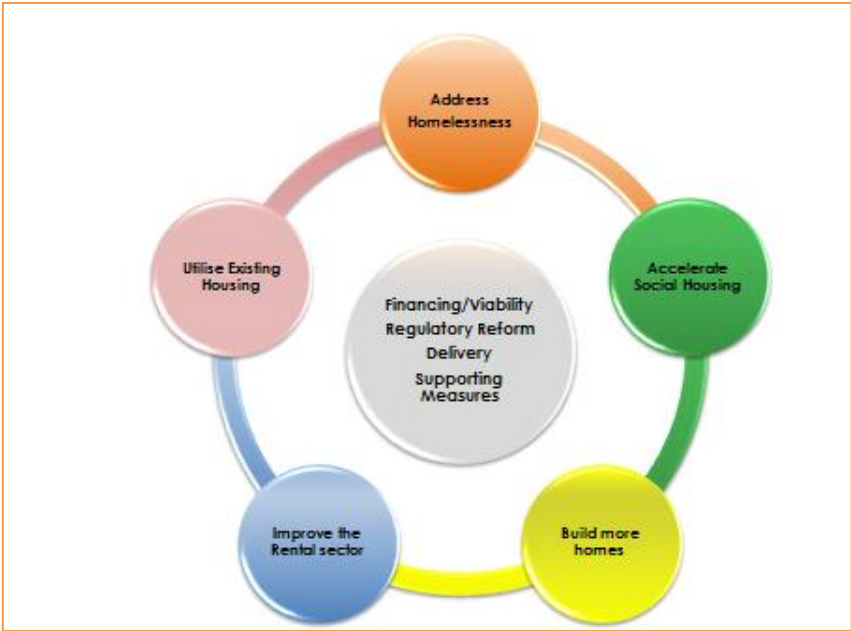 Address
Homelessness
Utilise Existing
Housing
Accelerate
Social Housing
Financing/Viability
Regulatory Reform
Delivery
Supporting
Measures
Improve the
Rental sector
Build more
homes